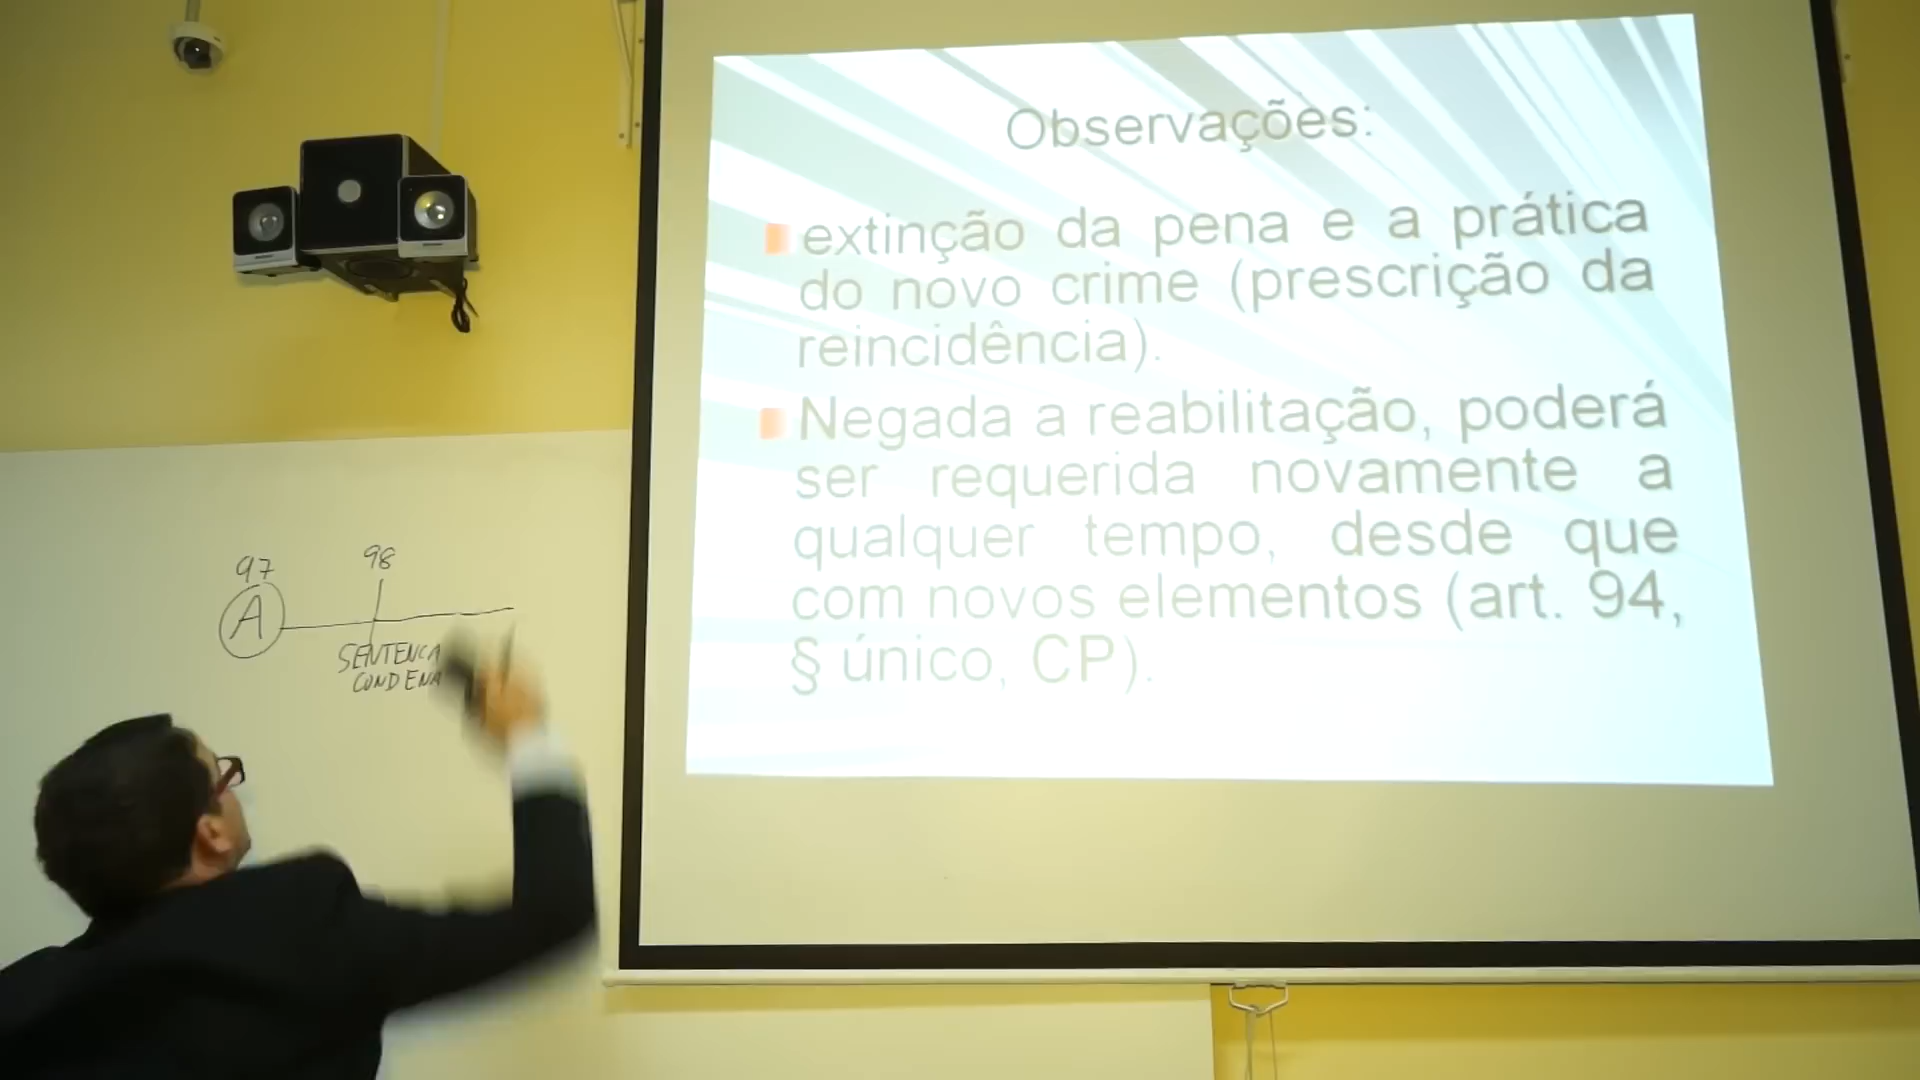 Observações:
extinção da pena e a prática
do novo crime (prescrição da
reincidência).
Negada a reabilitação, poderá
ser requerida novamente a
qualquer tempo, desde que
com novos elementos (art. 94,
§ único, CP).
97 98
A
SENTENCA
CONDENA